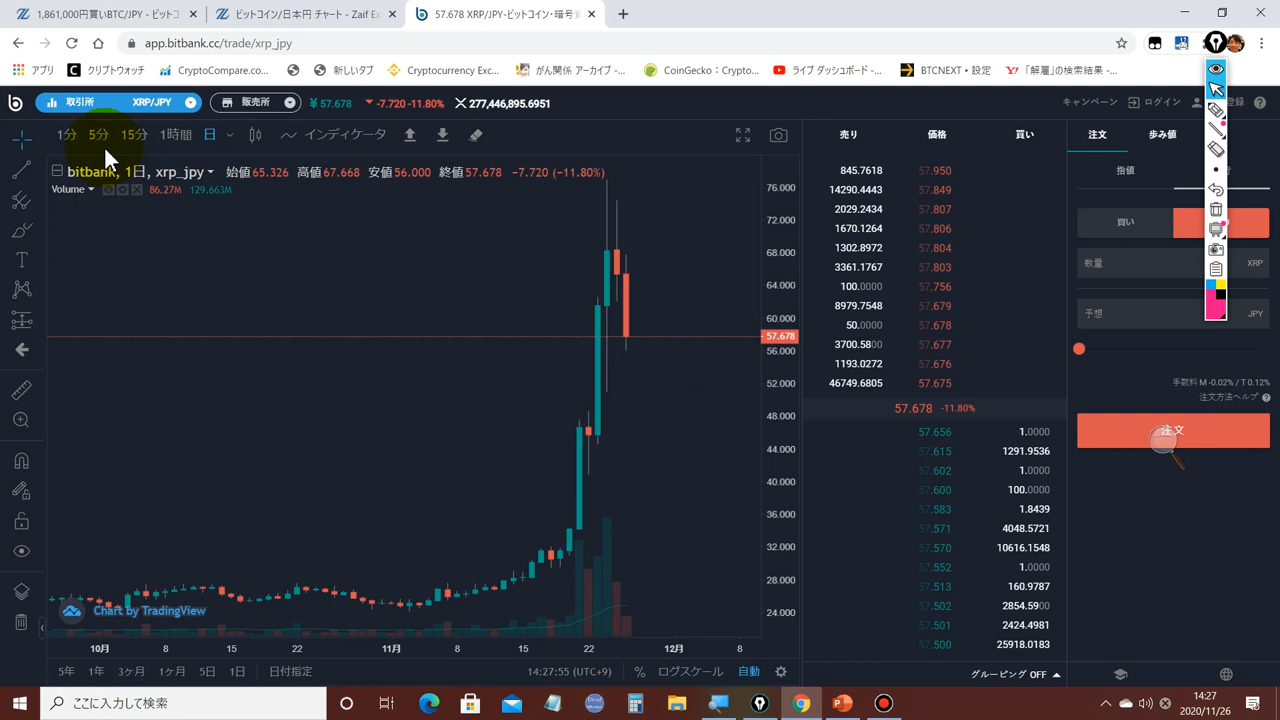 1,861,000円買いBTC/JPY - Zaif E
ビットコイン/日本円 チャート - Zaif Ex
57.678 XRP/JPY-ビットコイン・暗号
app.bitbank.cc/trade/xrp_jpy
アプリ
クリプトウォッチ
CryptoCompare.co...
新しいタブ
Cryptocurrency Exc...
がん関係 アーカイブ -...
CoinGecko: Crypto...
ライブ ダッシュボード -...
BTCNEXT・設定
「解雇」の検索結果 -...
取引所
XRP/JPY
販売所
¥57.678
-7.720 -11.80%
277,446,895.6951
キャンペーン
ログイン
登録
1分
5分
15分
1時間
日
インディケータ
bitbank, 1日, xrp_jpy
始値65.326 高値67.668 安値56.000 終値57.678 -7.720 (-11.80%)
Volume
86.27M
129.663M
76.000
72.000
68.000
64.000
60.000
57.678
56.000
52.000
48.000
44.000
40.000
36.000
32.000
28.000
24.000
Chart by TradingView
10月
8
15
22
11月
8
15
22
12月
8
5年
1年
3ヶ月
1ヶ月
5日
1日
日付指定
14:27:55 (UTC+9)
%
ログスケール
自動
売り
価格
買い
845.7618 57.950
14290.4443 57.849
2029.2434 57.807
1670.1264 57.806
1302.8972 57.804
3361.1767 57.803
100.0000 57.756
8979.7548 57.679
50.0000 57.678
3700.5800 57.677
1193.0272 57.676
46749.6805 57.675
57.678 -11.80%
57.656 1.0000
57.615 1291.9536
57.602 1.0000
57.600 100.0000
57.583 1.8439
57.571 4048.5721
57.570 10616.1548
57.552 1.0000
57.513 160.9787
57.502 2854.5900
57.501 2424.4981
57.500 25918.0183
グルーピング OFF
注文
歩み値
指値
買い
数量
XRP
予想
JPY
手数料 M -0.02% / T 0.12%
注文方法ヘルプ
注文
ここに入力して検索
14:27
2020/11/26